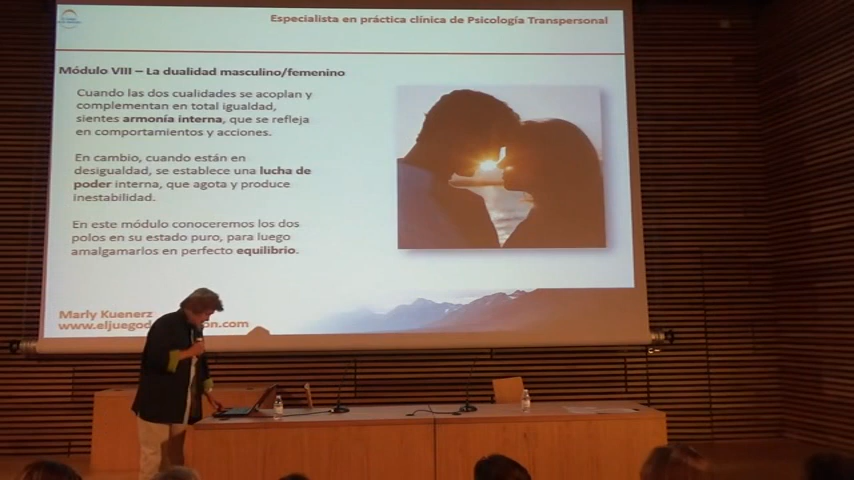 Especialista en práctica clínica de Psicología Transpersonal
Módulo VIII – La dualidad masculino/femenino
Cuando las dos cualidades se acoplan y
complementan en total igualdad,
sientes armonía interna, que se refleja
en comportamientos y acciones.
En cambio, cuando están en
desigualdad, se establece una lucha de
poder interna, que agota y produce
inestabilidad.
En este módulo conoceremos los dos
polos en su estado puro, para luego
amalgamarlos en perfecto equilibrio.
Marly Kuenerz